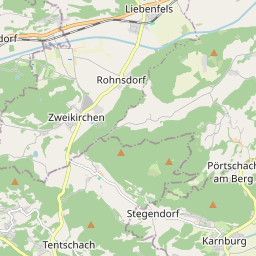 Liebenfels
dorf
Rohnsdorf
Zweikirchen
Pörtschach
am Berg
Stegendorf
Karnburg
Tentschach